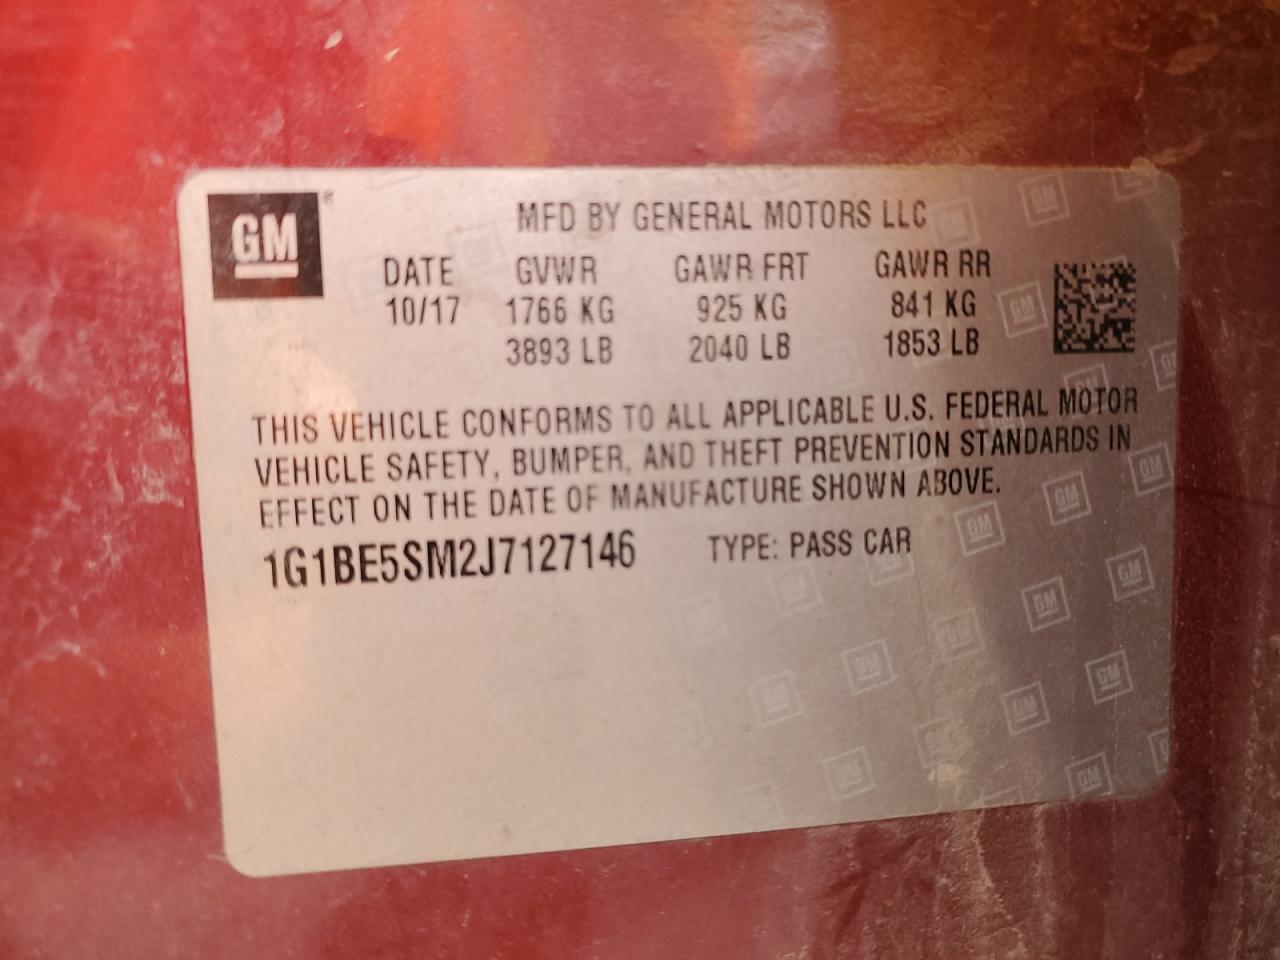 GM
MFD BY GENERAL MOTORS LLC
DATE GVWR GAWR FRT GAWR RR
10/17 1766 KG 925 KG 841 KG
3893 LB 2040 LB 1853 LB
THIS VEHICLE CONFORMS TO ALL APPLICABLE U.S. FEDERAL MOTOR
VEHICLE SAFETY, BUMPER, AND THEFT PREVENTION STANDARDS IN
EFFECT ON THE DATE OF MANUFACTURE SHOWN ABOVE.
1G1BE5SM2J7127146 TYPE: PASS CAR